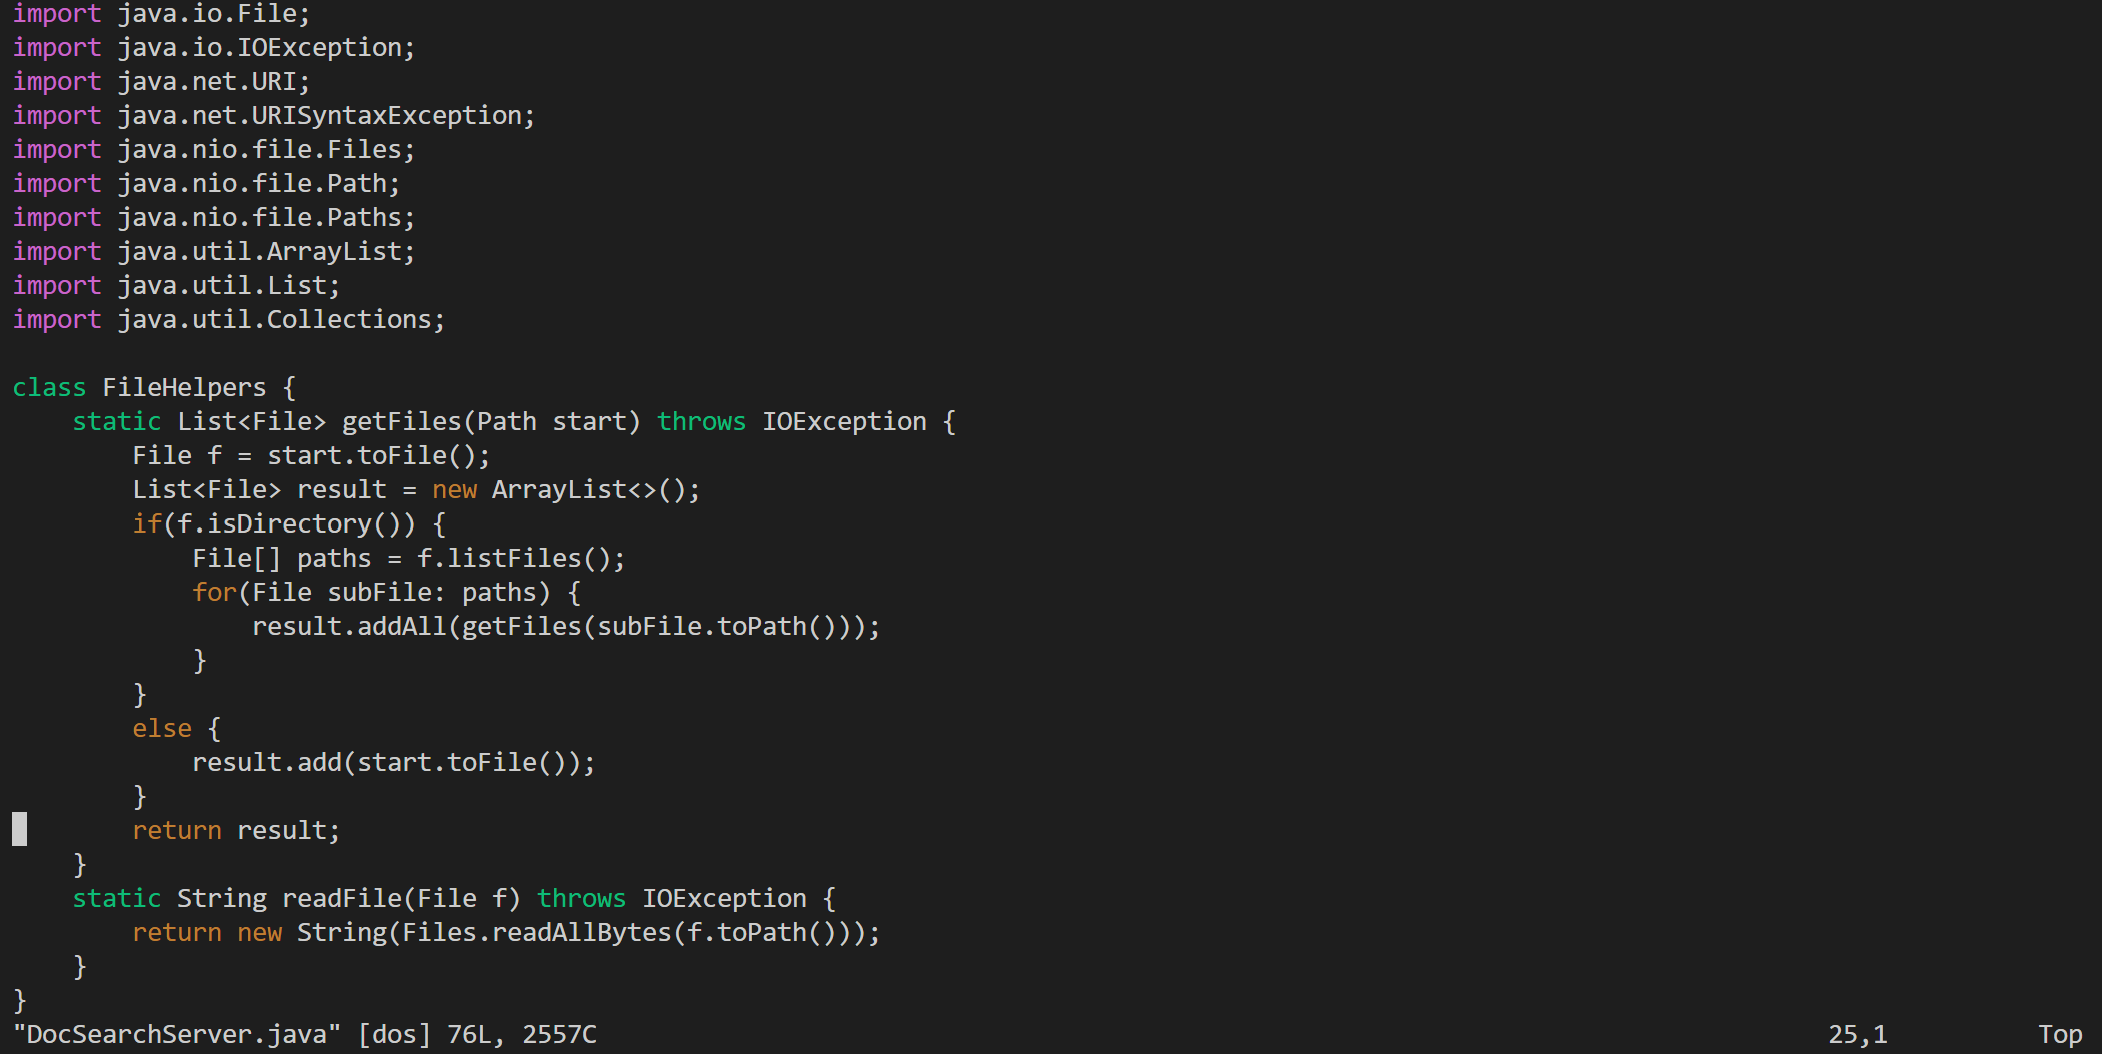 import java.io.File;
import java.io.IOException;
import java.net.URI;
import java.net.URISyntaxException;
import java.nio.file.Files;
import java.nio.file.Path;
import java.nio.file.Paths;
import java.util.ArrayList;
import java.util.List;
import java.util.Collections;

class FileHelpers {
    static List<File> getFiles(Path start) throws IOException {
        File f = start.toFile();
        List<File> result = new ArrayList<>();
        if(f.isDirectory()) {
            File[] paths = f.listFiles();
            for(File subFile: paths) {
                result.addAll(getFiles(subFile.toPath()));
            }
        }
        else {
            result.add(start.toFile());
        }
        return result;
    }
    static String readFile(File f) throws IOException {
        return new String(Files.readAllBytes(f.toPath()));
    }
}
"DocSearchServer.java" [dos] 76L, 2557C 25,1 Top